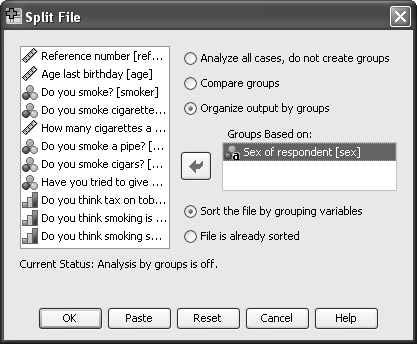 Split File
Reference number [ref...
Age last birthday [age]
Do you smoke? [smoker]
Do you smoke cigarette...
How many cigarettes a ...
Do you smoke a pipe? [...
Do you smoke cigars? [...
Have you tried to give ...
Do you think tax on tob...
Do you think smoking is ...
Do you think smoking s...
Analyze all cases, do not create groups
Compare groups
Organize output by groups
Groups Based on:
a Sex of respondent [sex]
Sort the file by grouping variables
File is already sorted
Current Status: Analysis by groups is off.
OK Paste Reset Cancel Help